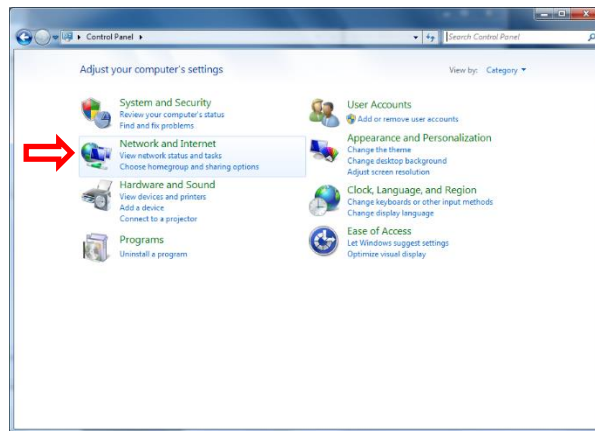 Control Panel
Search Control Panel
Adjust your computer's settings
View by: Category
System and Security
Review your computer's status
Find and fix problems
Network and Internet
View network status and tasks
Choose homegroup and sharing options
Hardware and Sound
View devices and printers
Add a device
Connect to a projector
Programs
Uninstall a program
User Accounts
Add or remove user accounts
Appearance and Personalization
Change the theme
Change desktop background
Adjust screen resolution
Clock, Language, and Region
Change keyboards or other input methods
Change display language
Ease of Access
Let Windows suggest settings
Optimize visual display